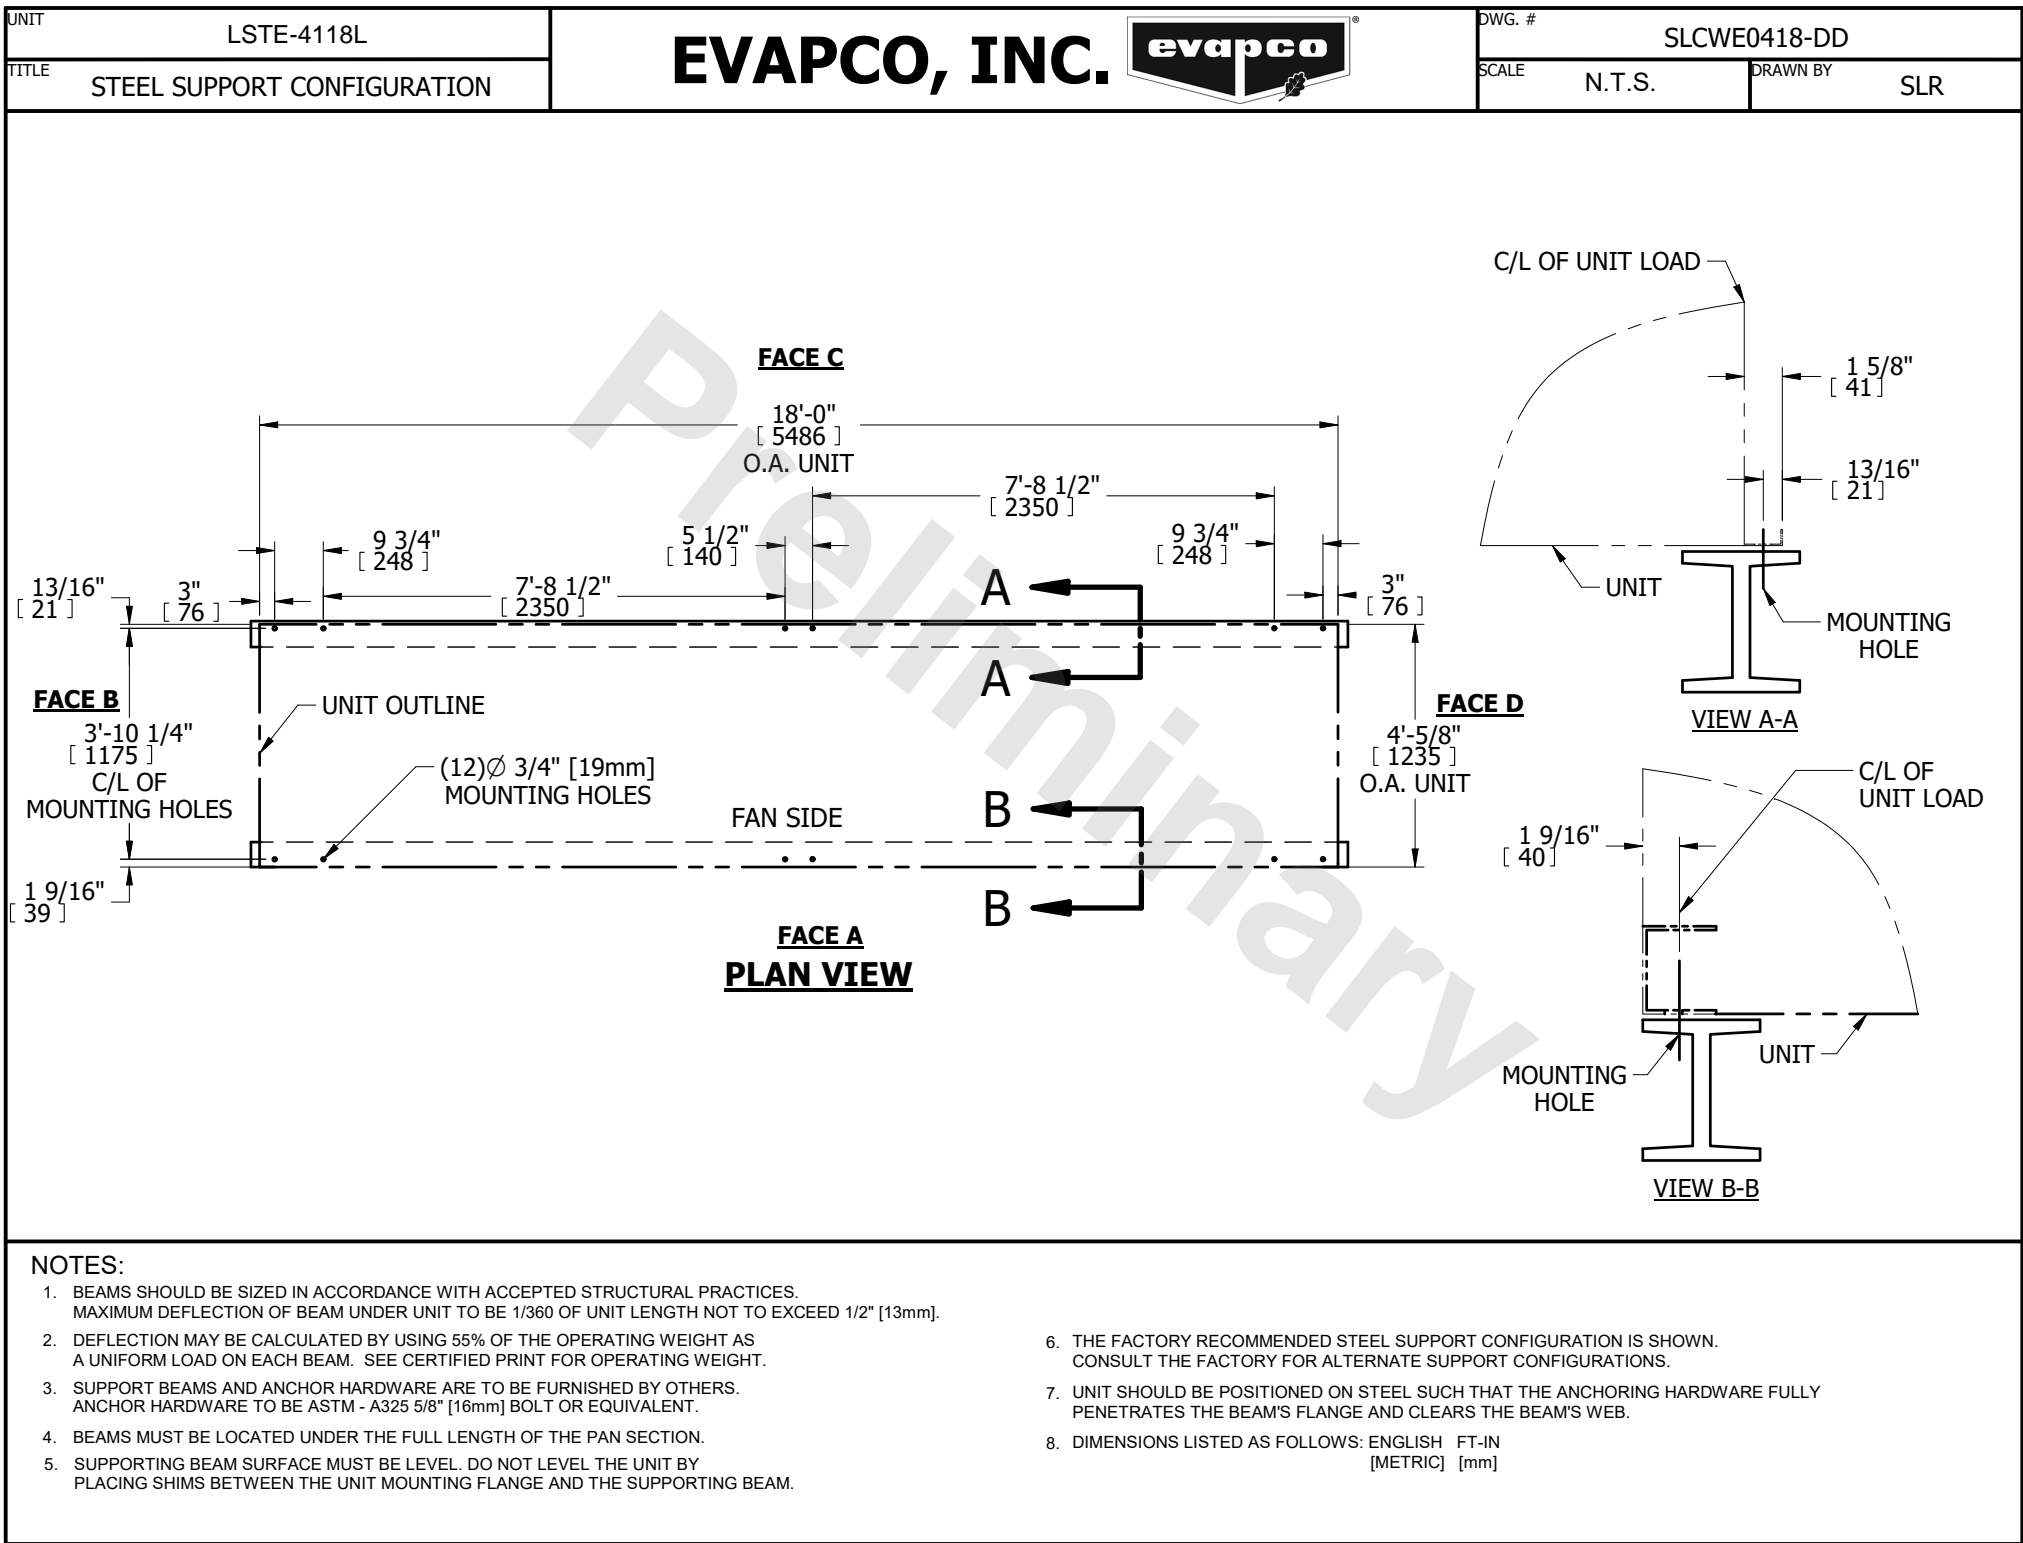 UNIT
LSTE-4118L
TITLE
STEEL SUPPORT CONFIGURATION
EVAPCO, INC.
evapco
®
DWG. #
SLCWE0418-DD
SCALE
N.T.S.
DRAWN BY
SLR
Preliminary
FACE C
18'-0"
[ 5486 ]
O.A. UNIT
7'-8 1/2"
[ 2350 ]
9 3/4"
[ 248 ]
5 1/2"
[ 140 ]
9 3/4"
[ 248 ]
13/16"
[ 21 ]
3"
[ 76 ]
7'-8 1/2"
[ 2350 ]
3"
[ 76 ]
A
A
FACE B
3'-10 1/4"
[ 1175 ]
C/L OF
MOUNTING HOLES
UNIT OUTLINE
(12)Ø 3/4" [19mm]
MOUNTING HOLES
FAN SIDE
B
B
FACE D
4'-5/8"
[ 1235 ]
O.A. UNIT
1 9/16"
[ 39 ]
FACE A
PLAN VIEW
C/L OF UNIT LOAD
1 5/8"
[ 41 ]
13/16"
[ 21 ]
UNIT
MOUNTING
HOLE
VIEW A-A
C/L OF
UNIT LOAD
1 9/16"
[ 40 ]
UNIT
MOUNTING
HOLE
VIEW B-B
NOTES:
1. BEAMS SHOULD BE SIZED IN ACCORDANCE WITH ACCEPTED STRUCTURAL PRACTICES.
MAXIMUM DEFLECTION OF BEAM UNDER UNIT TO BE 1/360 OF UNIT LENGTH NOT TO EXCEED 1/2" [13mm].
2. DEFLECTION MAY BE CALCULATED BY USING 55% OF THE OPERATING WEIGHT AS
A UNIFORM LOAD ON EACH BEAM. SEE CERTIFIED PRINT FOR OPERATING WEIGHT.
3. SUPPORT BEAMS AND ANCHOR HARDWARE ARE TO BE FURNISHED BY OTHERS.
ANCHOR HARDWARE TO BE ASTM - A325 5/8" [16mm] BOLT OR EQUIVALENT.
4. BEAMS MUST BE LOCATED UNDER THE FULL LENGTH OF THE PAN SECTION.
5. SUPPORTING BEAM SURFACE MUST BE LEVEL. DO NOT LEVEL THE UNIT BY
PLACING SHIMS BETWEEN THE UNIT MOUNTING FLANGE AND THE SUPPORTING BEAM.
6. THE FACTORY RECOMMENDED STEEL SUPPORT CONFIGURATION IS SHOWN.
CONSULT THE FACTORY FOR ALTERNATE SUPPORT CONFIGURATIONS.
7. UNIT SHOULD BE POSITIONED ON STEEL SUCH THAT THE ANCHORING HARDWARE FULLY
PENETRATES THE BEAM'S FLANGE AND CLEARS THE BEAM'S WEB.
8. DIMENSIONS LISTED AS FOLLOWS: ENGLISH FT-IN
[METRIC] [mm]